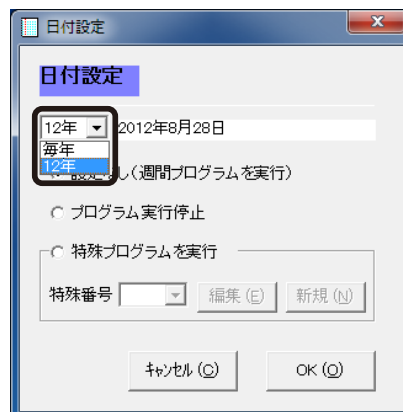 日付設定
日付設定
12年 2012年8月28日
毎年
12年
し(週間プログラムを実行)
プログラム実行停止
特殊プログラムを実行
特殊番号 編集(E) 新規(N)
キャンセル(C) OK(O)